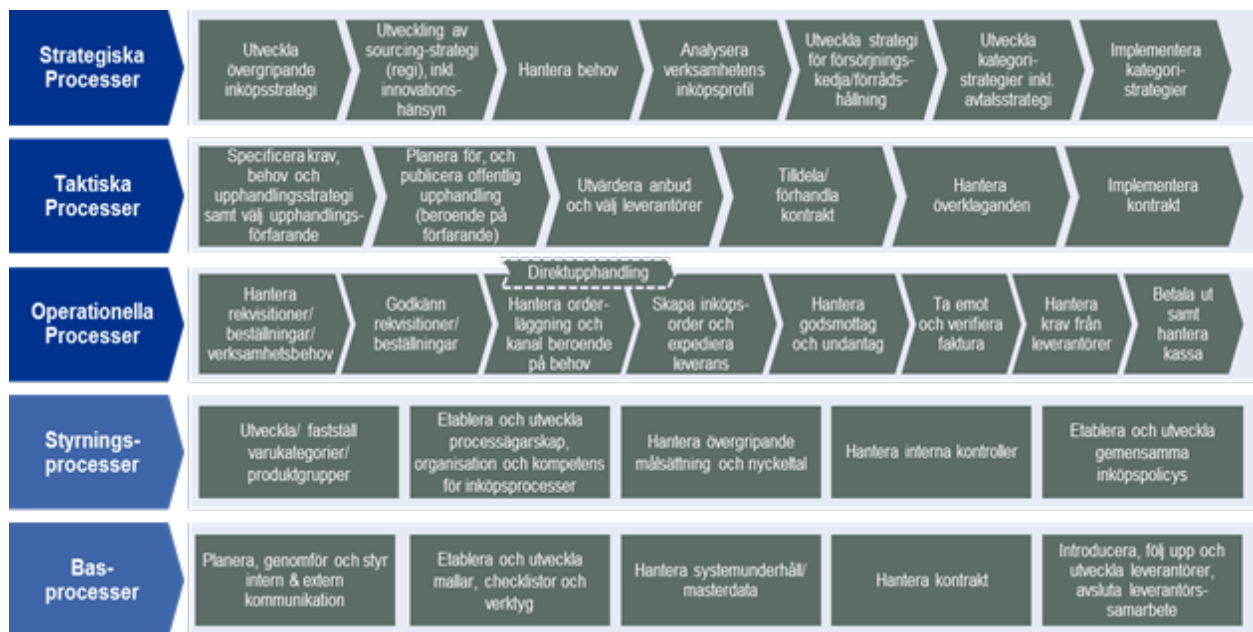 Strategiska
Processer
Utveckla
övergripande
inköpsstrategi
Utveckling av
sourcing-strategi
(regi), inkl.
innovations-
hänsyn
Hantera behov
Analysera
verksamhetens
inköpsprofil
Utveckla strategi
för försörjnings-
kedja/förråds-
hållning
Utveckla
kategori-
strategier inkl.
avtalsstrategi
Implementera
kategori-
strategier
Taktiska
Processer
Specificera krav,
behov och
upphandlingsstrategi
samt välj upphandlings-
förfarande
Planera för, och
publicera offentlig
upphandling
(beroende på
förfarande)
Utvärdera anbud
och välj leverantörer
Tilldela/
förhandla
kontrakt
Hantera
överklaganden
Implementera
kontrakt
Operationella
Processer
Hantera
rekvisitioner/
beställningar/
verksamhetsbehov
Godkänn
rekvisitioner/
beställningar
Direktupphandling
Hantera order-
läggning och
kanal beroende
på behov
Skapa inköps-
order och
expediera
leverans
Hantera
godsmottag
och undantag
Ta emot
och verifiera
faktura
Hantera
krav från
leverantörer
Betala ut
samt
hantera
kassa
Styrnings-
processer
Utveckla/ fastställ
varukategorier/
produktgrupper
Etablera och utveckla
processägarskap,
organisation och kompetens
för inköpsprocesser
Hantera övergripande
målsättning och nyckeltal
Hantera interna kontroller
Etablera och utveckla
gemensamma
inköpspolicys
Bas-
processer
Planera, genomför och styr
intern & extern
kommunikation
Etablera och utveckla
mallar, checklistor och
verktyg
Hantera systemunderhåll/
masterdata
Hantera kontrakt
Introducera, följ upp och
utveckla leverantörer,
avsluta leverantörs-
samarbete